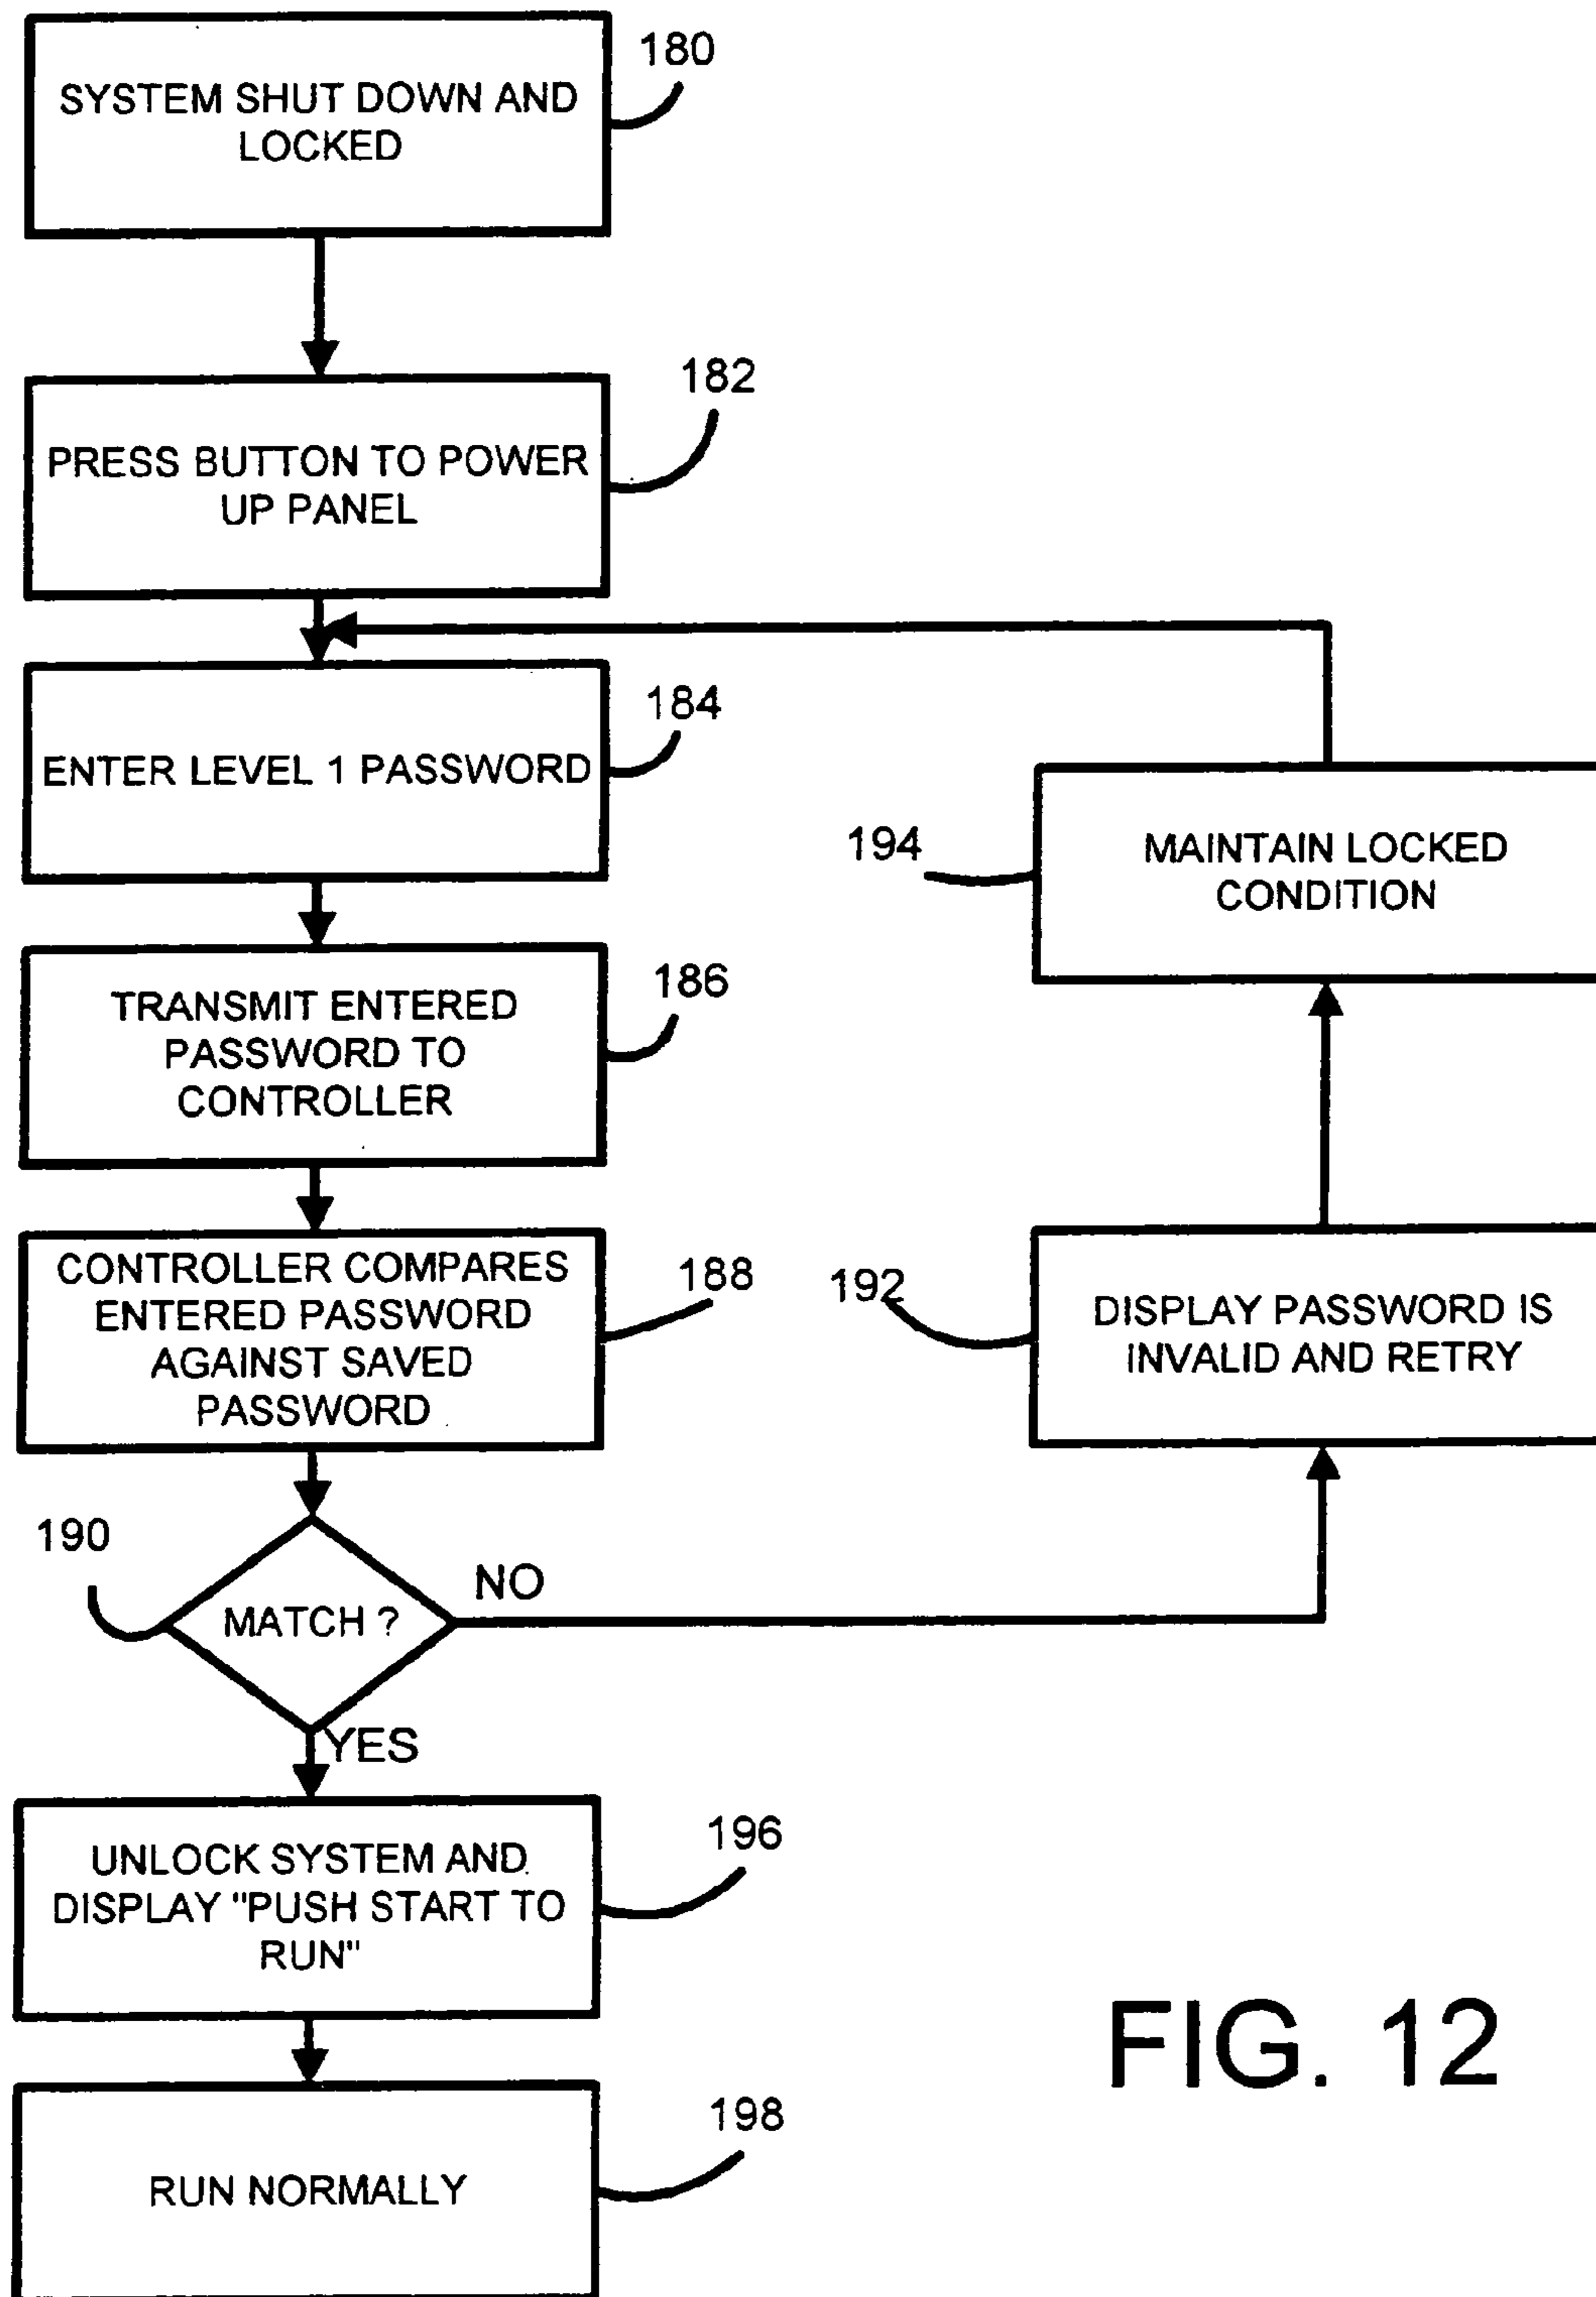 180
SYSTEM SHUT DOWN AND
LOCKED
182
PRESS BUTTON TO POWER
UP PANEL
184
ENTER LEVEL 1 PASSWORD
194
MAINTAIN LOCKED
CONDITION
186
TRANSMIT ENTERED
PASSWORD TO
CONTROLLER
188
CONTROLLER COMPARES
ENTERED PASSWORD
AGAINST SAVED
PASSWORD
192
DISPLAY PASSWORD IS
INVALID AND RETRY
190
MATCH ?
NO
YES
196
UNLOCK SYSTEM AND
DISPLAY "PUSH START TO
RUN"
198
RUN NORMALLY
FIG. 12